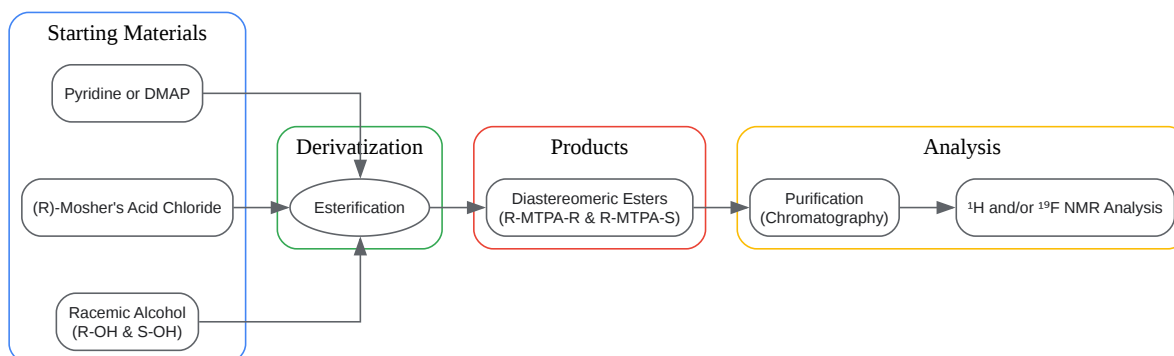 Starting Materials
Pyridine or DMAP
(R)-Mosher's Acid Chloride
Racemic Alcohol
(R-OH & S-OH)
Derivatization
Esterification
Products
Diastereomeric Esters
(R-MTPA-R & R-MTPA-S)
Analysis
Purification
(Chromatography)
¹H and/or ¹⁹F NMR Analysis